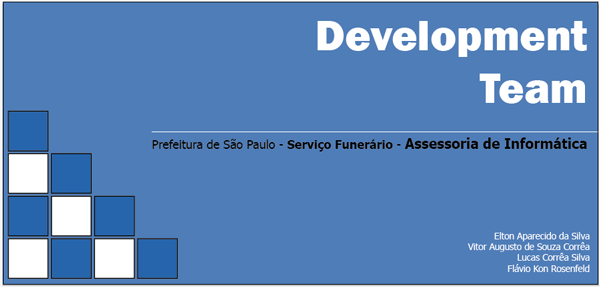 Development
Team
Prefeitura de São Paulo - Serviço Funerário - Assessoria de Informática
Elton Aparecido da Silva
Vitor Augusto de Souza Corrêa
Lucas Corrêa Silva
Flávio Kon Rosenfeld